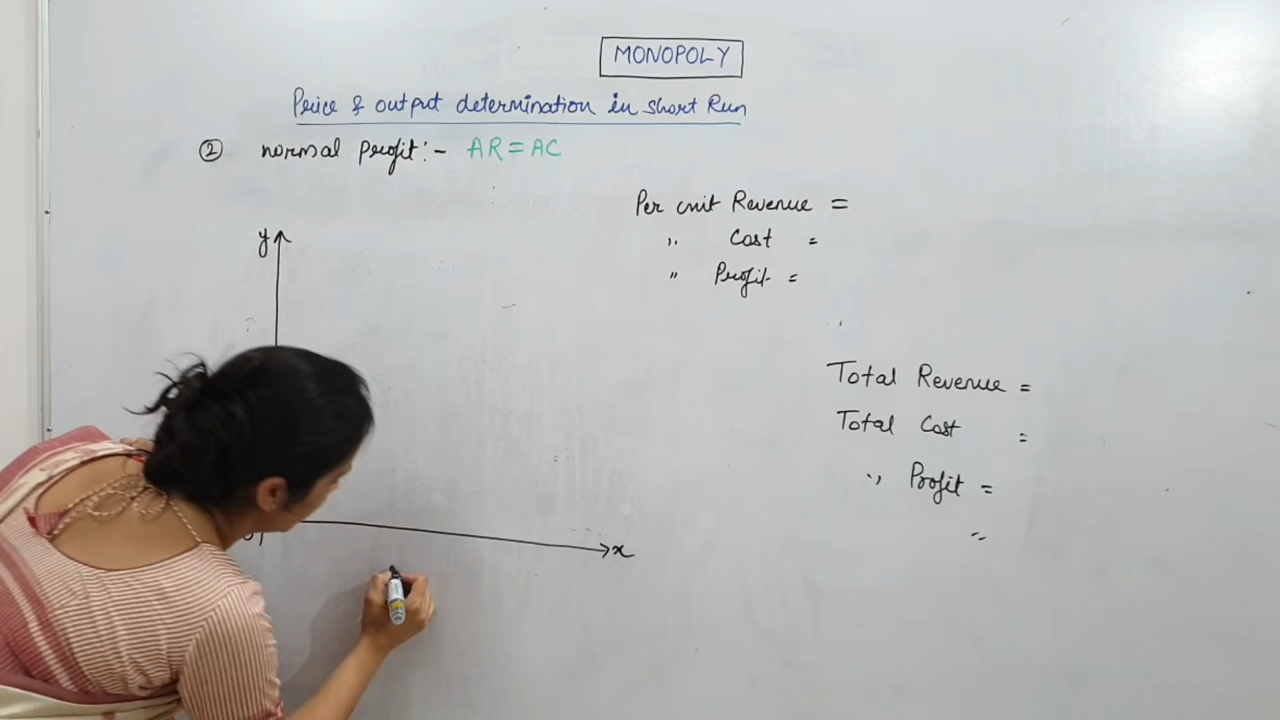 MONOPOLY
Price & output determination in short Run
② normal profit:- AR=AC
Per unit Revenue =
,, Cost =
,, Profit =
y
Total Revenue =
Total Cost =
,, Profit =
x